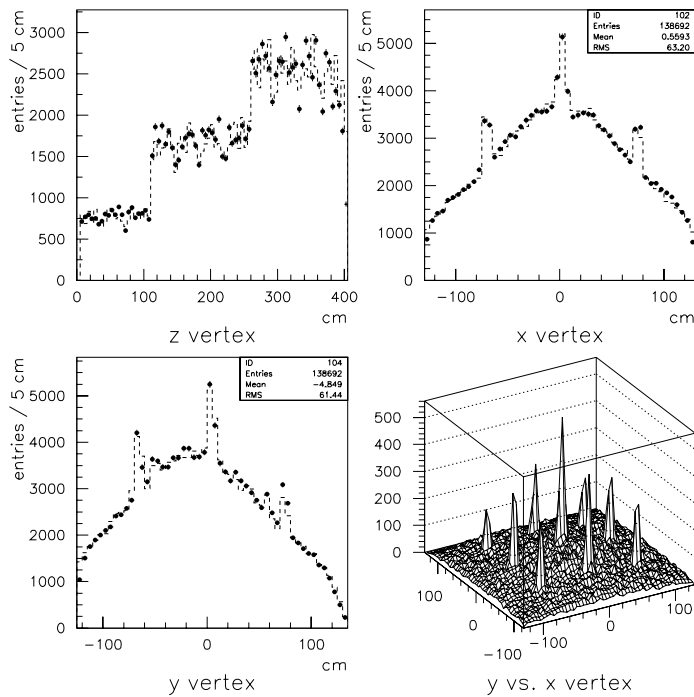 entries / 5 cm
3000
2500
2000
1500
1000
500
0
0 100 200 300 400
cm
z vertex
ID 102
Entries 138692
Mean 0.5593
RMS 63.20
entries / 5 cm
5000
4000
3000
2000
1000
0
-100 0 100
cm
x vertex
ID 104
Entries 138692
Mean -4.849
RMS 61.44
entries / 5 cm
5000
4000
3000
2000
1000
0
-100 0 100
cm
y vertex
500
400
300
200
100
0
100
0
-100
-100
0
100
y vs. x vertex